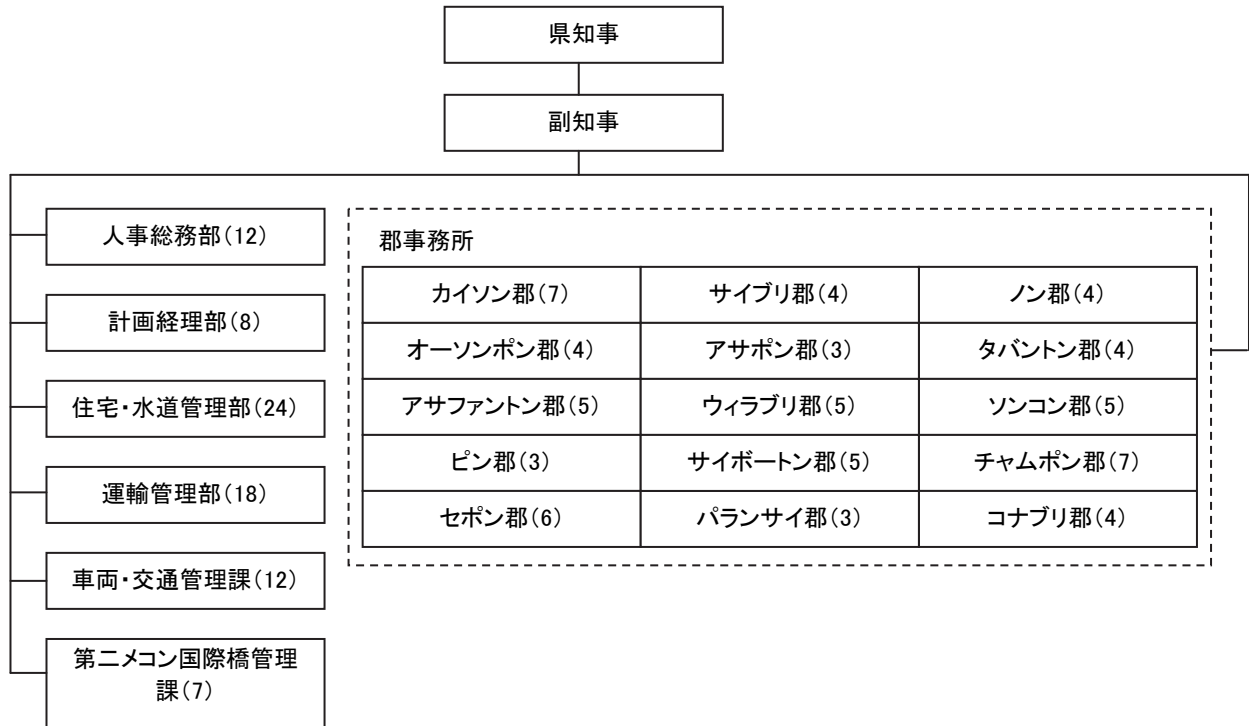 県知事
副知事
人事総務部(12)
計画経理部(8)
住宅・水道管理部(24)
運輸管理部(18)
車両・交通管理課(12)
第二メコン国際橋管理
課(7)
郡事務所
カイソン郡(7)
サイブリ郡(4)
ノン郡(4)
オーソンポン郡(4)
アサポン郡(3)
タバントン郡(4)
アサファントン郡(5)
ウィラブリ郡(5)
ソンコン郡(5)
ピン郡(3)
サイボートン郡(5)
チャムポン郡(7)
セポン郡(6)
パランサイ郡(3)
コナブリ郡(4)